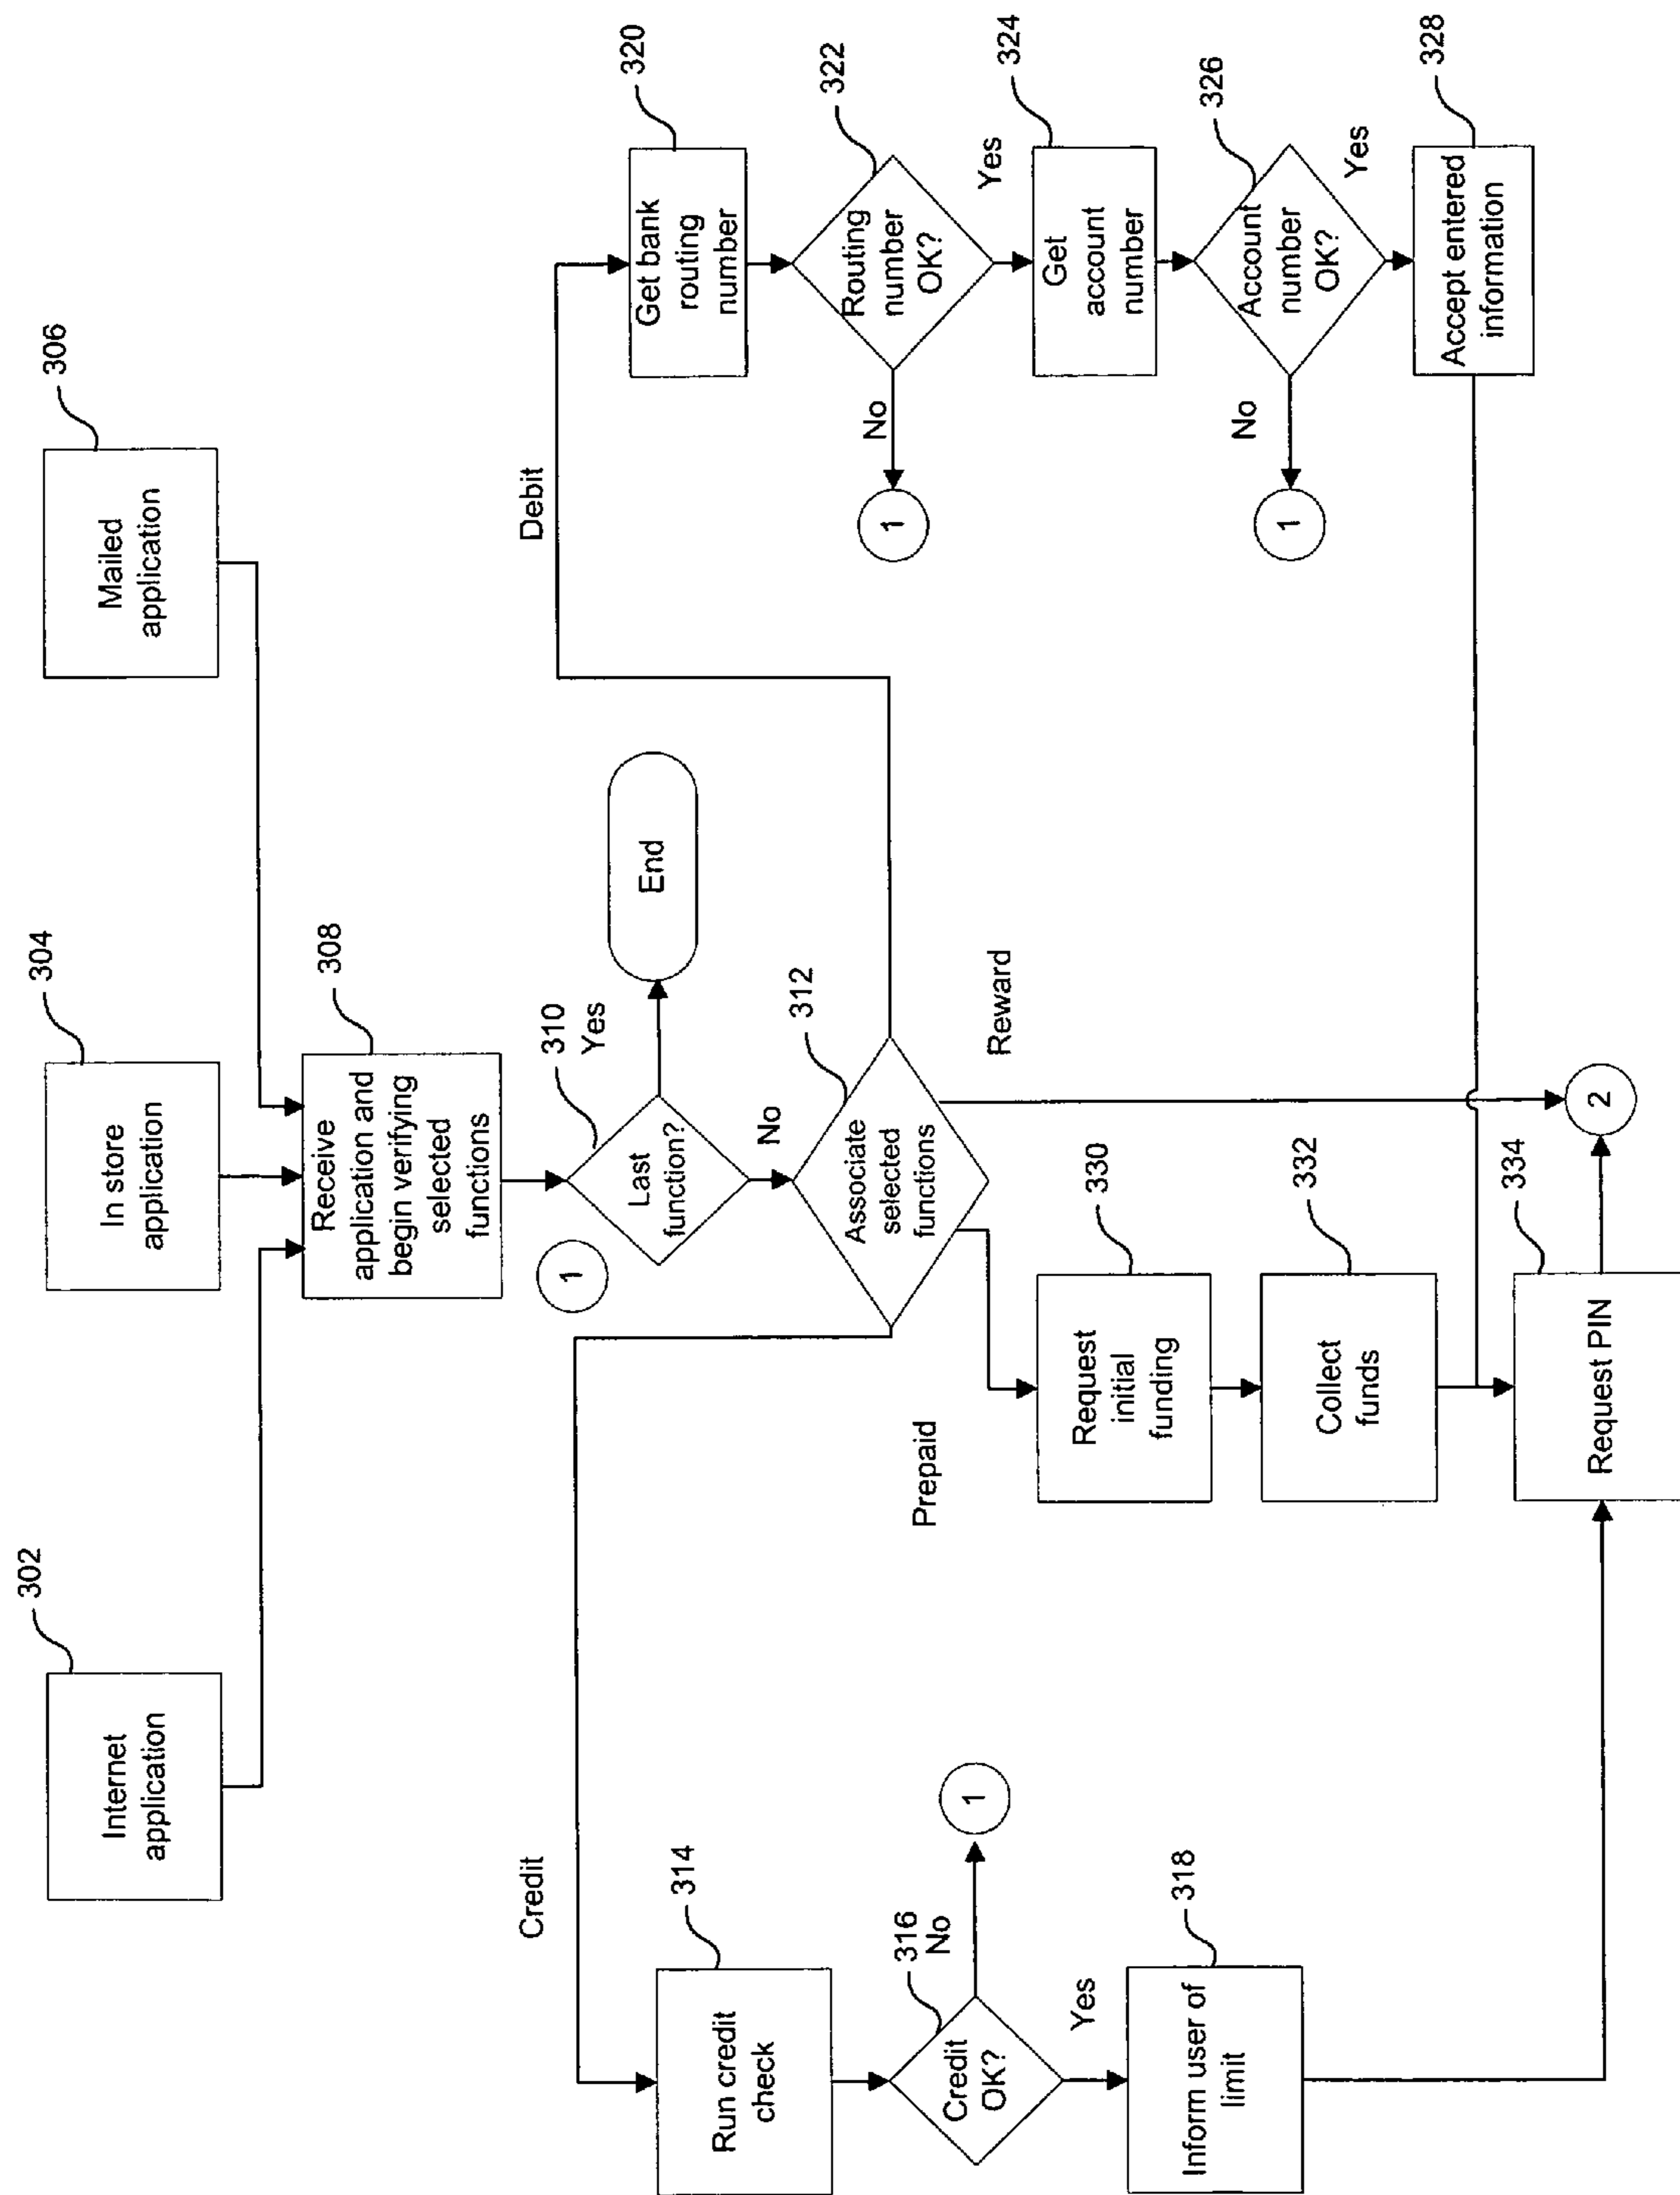 302
304
306
Internet
application
In store
application
Mailed
application
308
Receive
application and
begin verifying
selected
functions
1
310
Last
function?
Yes
End
No
312
Associate
selected
functions
Credit
Debit
Prepaid
Reward
314
Run credit
check
316
Credit
OK?
No
1
Yes
318
Inform user of
limit
320
Get bank
routing
number
322
Routing
number
OK?
No
1
Yes
324
Get
account
number
326
Account
number
OK?
No
1
Yes
328
Accept entered
information
330
Request
initial
funding
332
Collect
funds
334
Request PIN
2